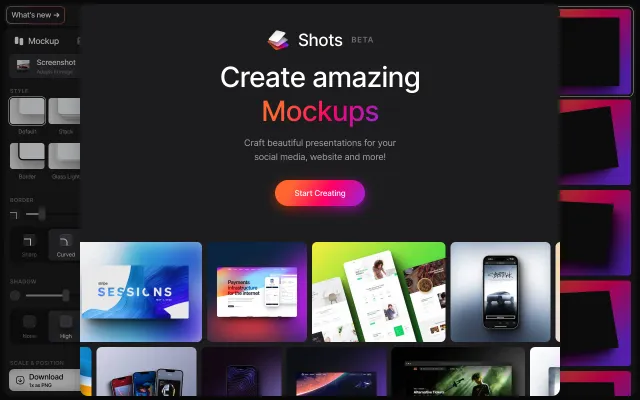 What's new →
Mockup
Screenshot
STYLE
Default
Stack
Border
Glass Light
BORDER
Sharp
Curved
SHADOW
None
High
SCALE & POSITION
Download
1x as PNG
Shots BETA
Create amazing
Mockups
Craft beautiful presentations for your
social media, website and more!
Start Creating
SESSIONS
Payments
infrastructure
for the internet